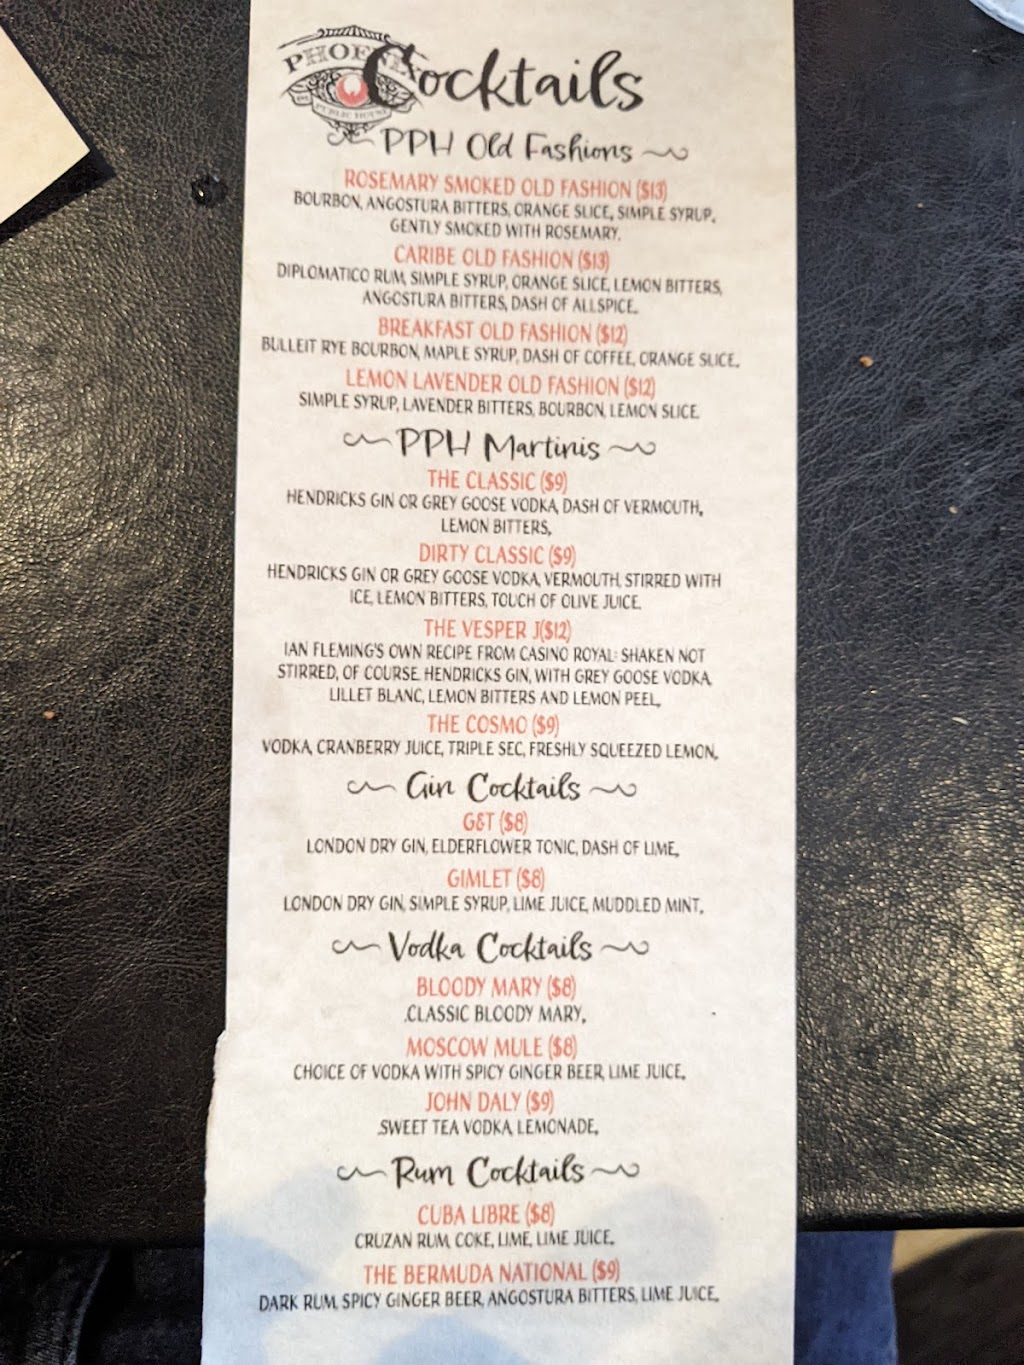 PHOENIX
PUBLIC HOUSE
Cocktails
PPH Old Fashions
ROSEMARY SMOKED OLD FASHION ($13)
BOURBON, ANGOSTURA BITTERS, ORANGE SLICE, SIMPLE SYRUP,
GENTLY SMOKED WITH ROSEMARY.
CARIBE OLD FASHION ($13)
DIPLOMATICO RUM, SIMPLE SYRUP, ORANGE SLICE, LEMON BITTERS,
ANGOSTURA BITTERS, DASH OF ALLSPICE.
BREAKFAST OLD FASHION ($12)
BULLEIT RYE BOURBON, MAPLE SYRUP, DASH OF COFFEE, ORANGE SLICE.
LEMON LAVENDER OLD FASHION ($12)
SIMPLE SYRUP, LAVENDER BITTERS, BOURBON, LEMON SLICE.
PPH Martinis
THE CLASSIC ($9)
HENDRICKS GIN OR GREY GOOSE VODKA, DASH OF VERMOUTH,
LEMON BITTERS,
DIRTY CLASSIC ($9)
HENDRICKS GIN OR GREY GOOSE VODKA, VERMOUTH, STIRRED WITH
ICE, LEMON BITTERS, TOUCH OF OLIVE JUICE.
THE VESPER J($12)
IAN FLEMING'S OWN RECIPE FROM CASINO ROYAL: SHAKEN NOT
STIRRED, OF COURSE. HENDRICKS GIN, WITH GREY GOOSE VODKA,
LILLET BLANC, LEMON BITTERS AND LEMON PEEL,
THE COSMO ($9)
VODKA, CRANBERRY JUICE, TRIPLE SEC, FRESHLY SQUEEZED LEMON,
Gin Cocktails
G&T ($8)
LONDON DRY GIN, ELDERFLOWER TONIC, DASH OF LIME,
GIMLET ($8)
LONDON DRY GIN, SIMPLE SYRUP, LIME JUICE, MUDDLED MINT,
Vodka Cocktails
BLOODY MARY ($8)
.CLASSIC BLOODY MARY,
MOSCOW MULE ($8)
CHOICE OF VODKA WITH SPICY GINGER BEER, LIME JUICE,
JOHN DALY ($9)
.SWEET TEA VODKA, LEMONADE,
Rum Cocktails
CUBA LIBRE ($8)
CRUZAN RUM, COKE, LIME, LIME JUICE,
THE BERMUDA NATIONAL ($9)
DARK RUM, SPICY GINGER BEER, ANGOSTURA BITTERS, LIME JUICE,